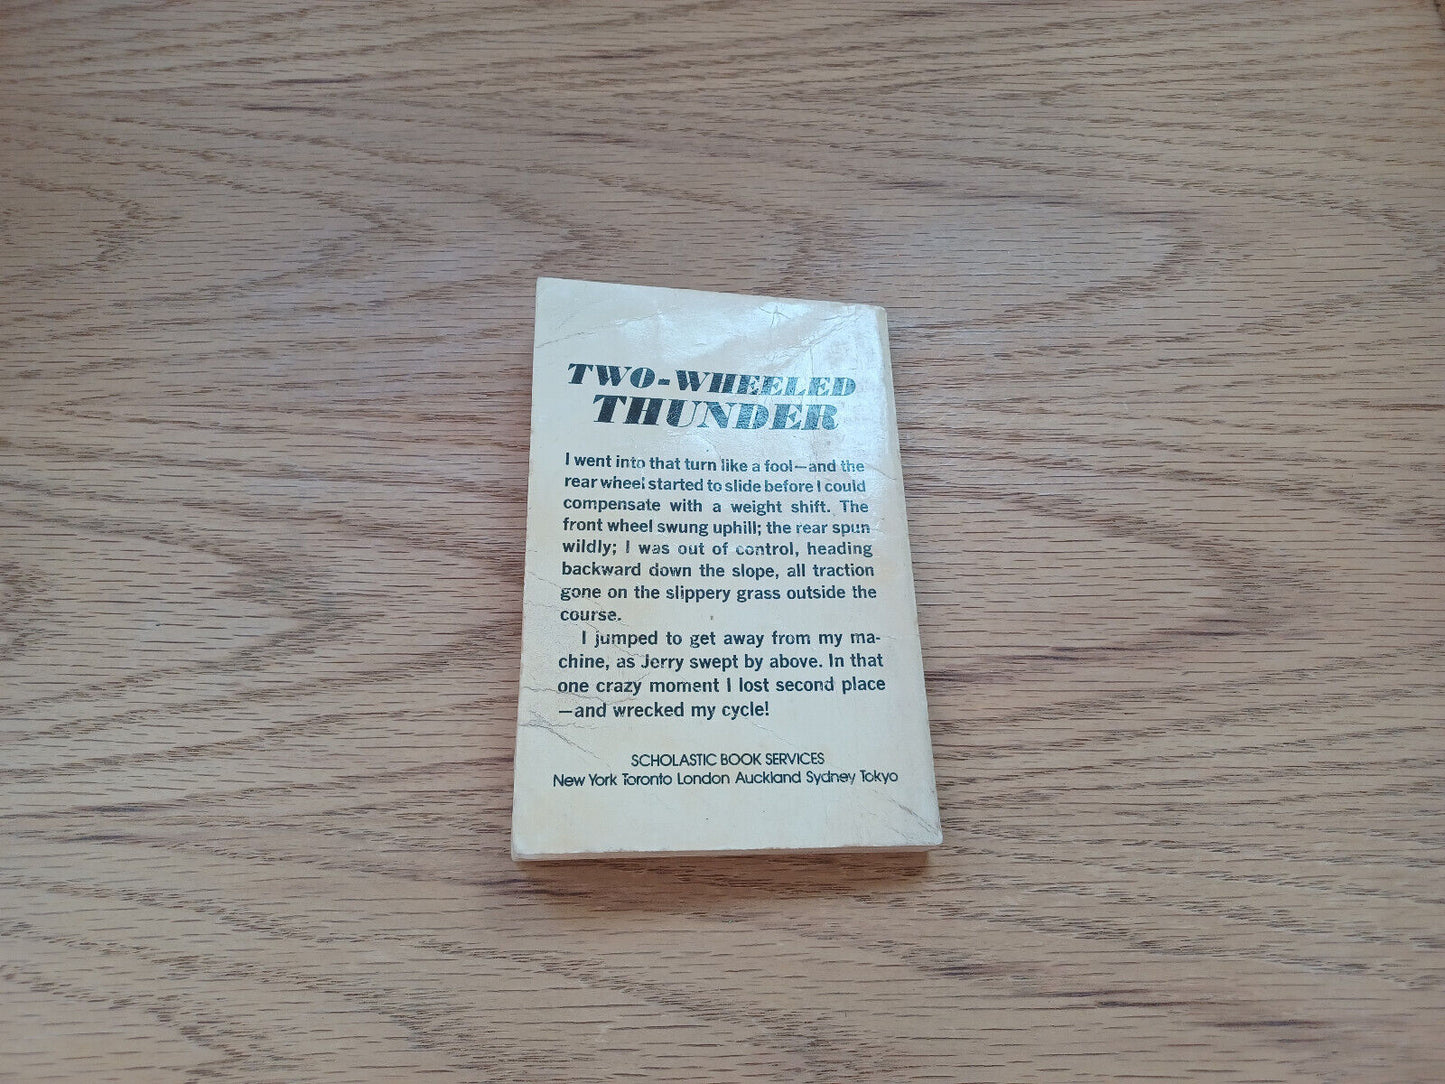 TWO-WHEELED
THUNDER
I went into that turn like a fool—and the
rear wheel started to slide before I could
compensate with a weight shift. The
front wheel swung uphill; the rear spun
wildly; I was out of control, heading
backward down the slope, all traction
gone on the slippery grass outside the
course.
I jumped to get away from my ma-
chine, as Jerry swept by above. In that
one crazy moment I lost second place
—and wrecked my cycle!
SCHOLASTIC BOOK SERVICES
New York Toronto London Auckland Sydney Tokyo